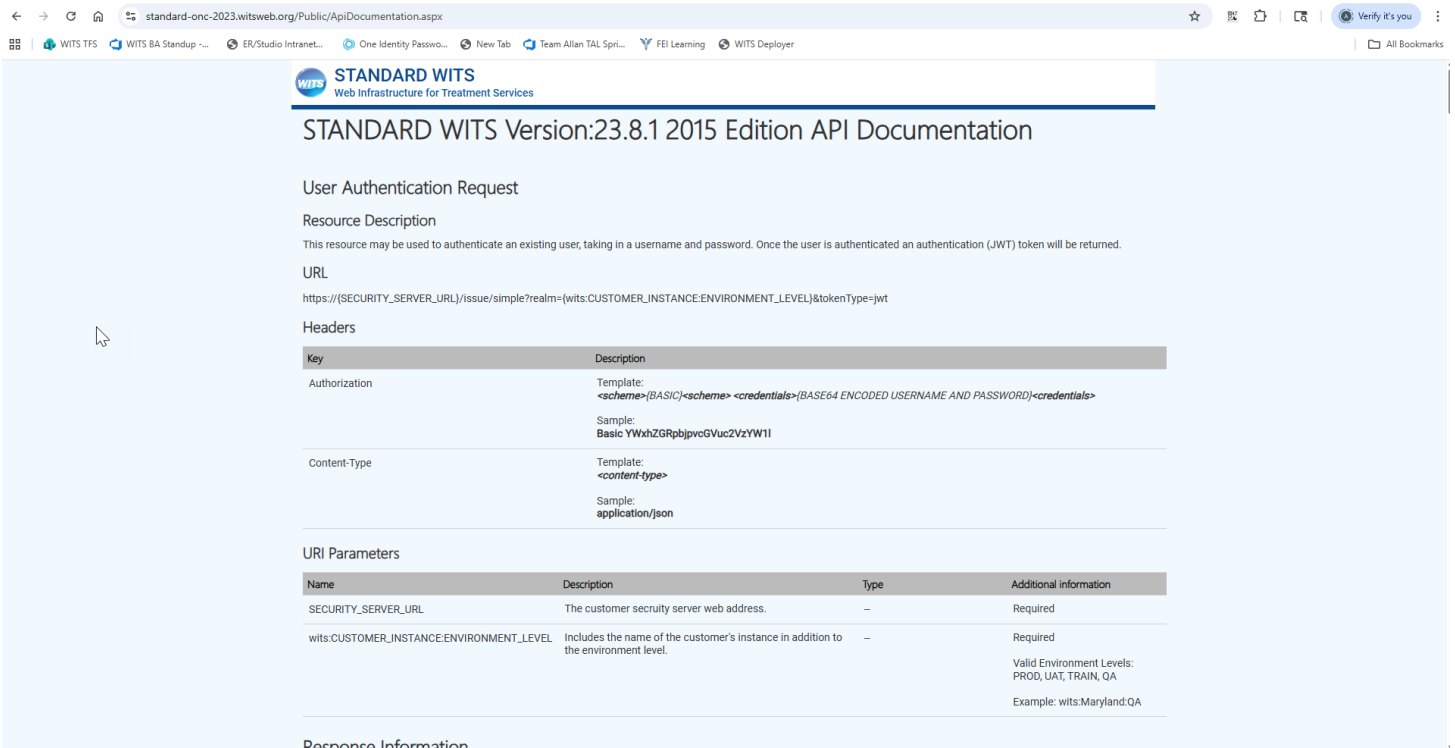 standard-onc-2023.witsweb.org/Public/ApiDocumentation.aspx
Verify it's you
WITS TFS
WITS BA Standup -...
ER/Studio Intranet...
One Identity Passwo...
New Tab
Team Allan TAL Spri...
FEI Learning
WITS Deployer
All Bookmarks
WITS
STANDARD WITS
Web Infrastructure for Treatment Services
STANDARD WITS Version:23.8.1 2015 Edition API Documentation
User Authentication Request
Resource Description
This resource may be used to authenticate an existing user, taking in a username and password. Once the user is authenticated an authentication (JWT) token will be returned.
URL
https://{SECURITY_SERVER_URL}/issue/simple?realm={wits:CUSTOMER_INSTANCE:ENVIRONMENT_LEVEL}&tokenType=jwt
Headers
Key Description
Authorization Template:
<scheme>{BASIC}<scheme> <credentials>{BASE64 ENCODED USERNAME AND PASSWORD}<credentials>
Sample:
Basic YWxhZGRpbjpvcGVuc2VzYW1l
Content-Type Template:
<content-type>
Sample:
application/json
URI Parameters
Name Description Type Additional information
SECURITY_SERVER_URL The customer secruity server web address. -- Required
wits:CUSTOMER_INSTANCE:ENVIRONMENT_LEVEL Includes the name of the customer's instance in addition to -- Required
the environment level.
Valid Environment Levels:
PROD, UAT, TRAIN, QA
Example: wits:Maryland:QA
Response Information